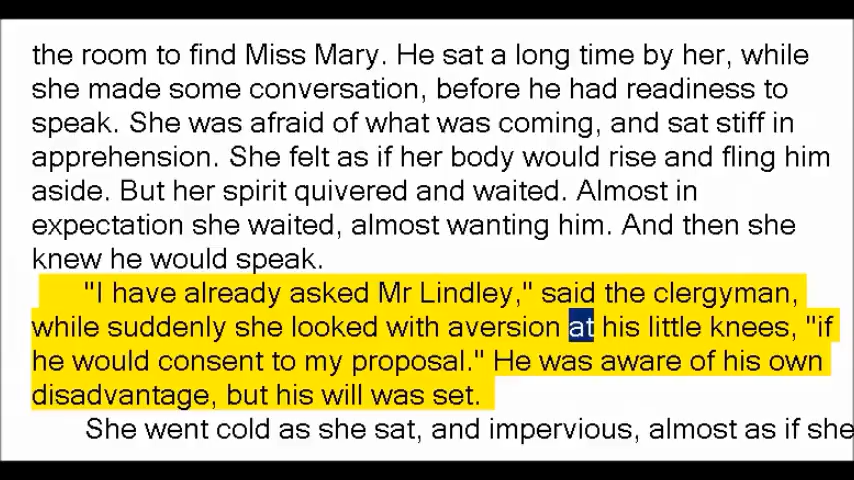 the room to find Miss Mary. He sat a long time by her, while
she made some conversation, before he had readiness to
speak. She was afraid of what was coming, and sat stiff in
apprehension. She felt as if her body would rise and fling him
aside. But her spirit quivered and waited. Almost in
expectation she waited, almost wanting him. And then she
knew he would speak.
"I have already asked Mr Lindley," said the clergyman,
while suddenly she looked with aversion at his little knees, "if
he would consent to my proposal." He was aware of his own
disadvantage, but his will was set.
She went cold as she sat, and impervious, almost as if she